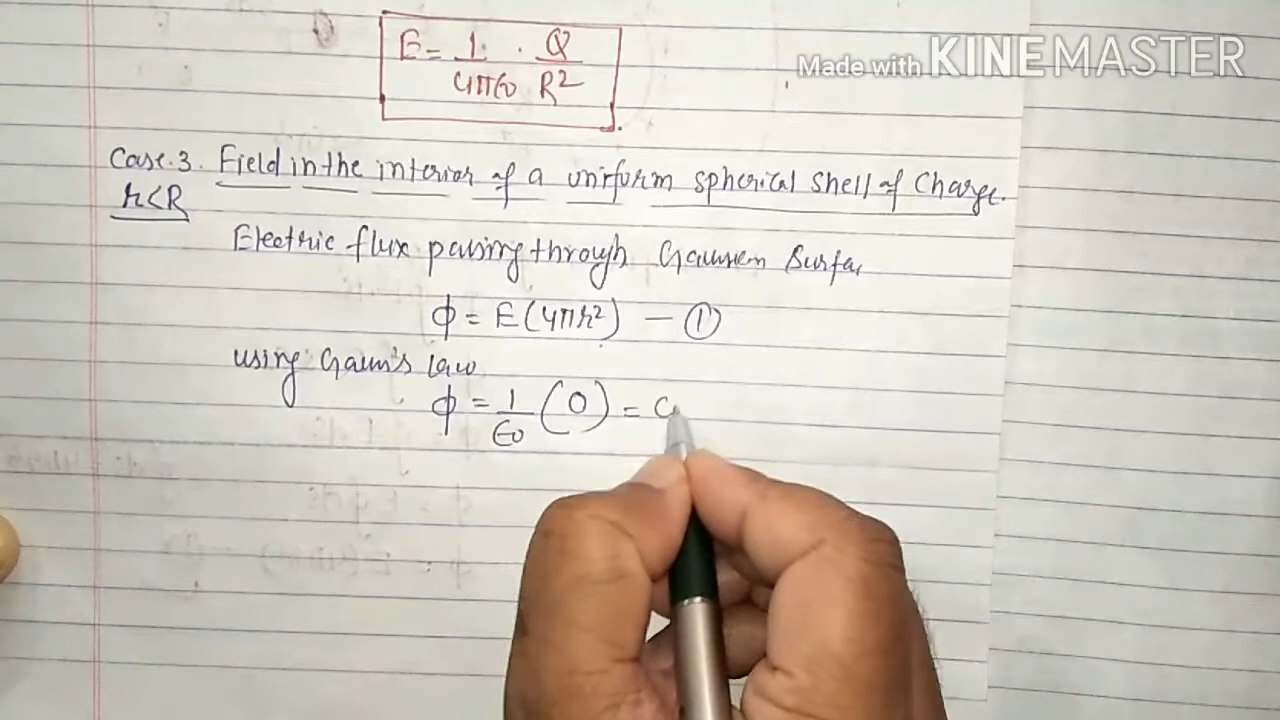 E = 1/4πε0 · Q/R²
Made with KINEMASTER
Case.3. Field in the interior of a uniform spherical shell of charge.
r<R
Electric flux passing through Gaussian Surfa
ϕ = E(4πr²) — ①
using Gauss's Law
ϕ = 1/ε0 (0) =